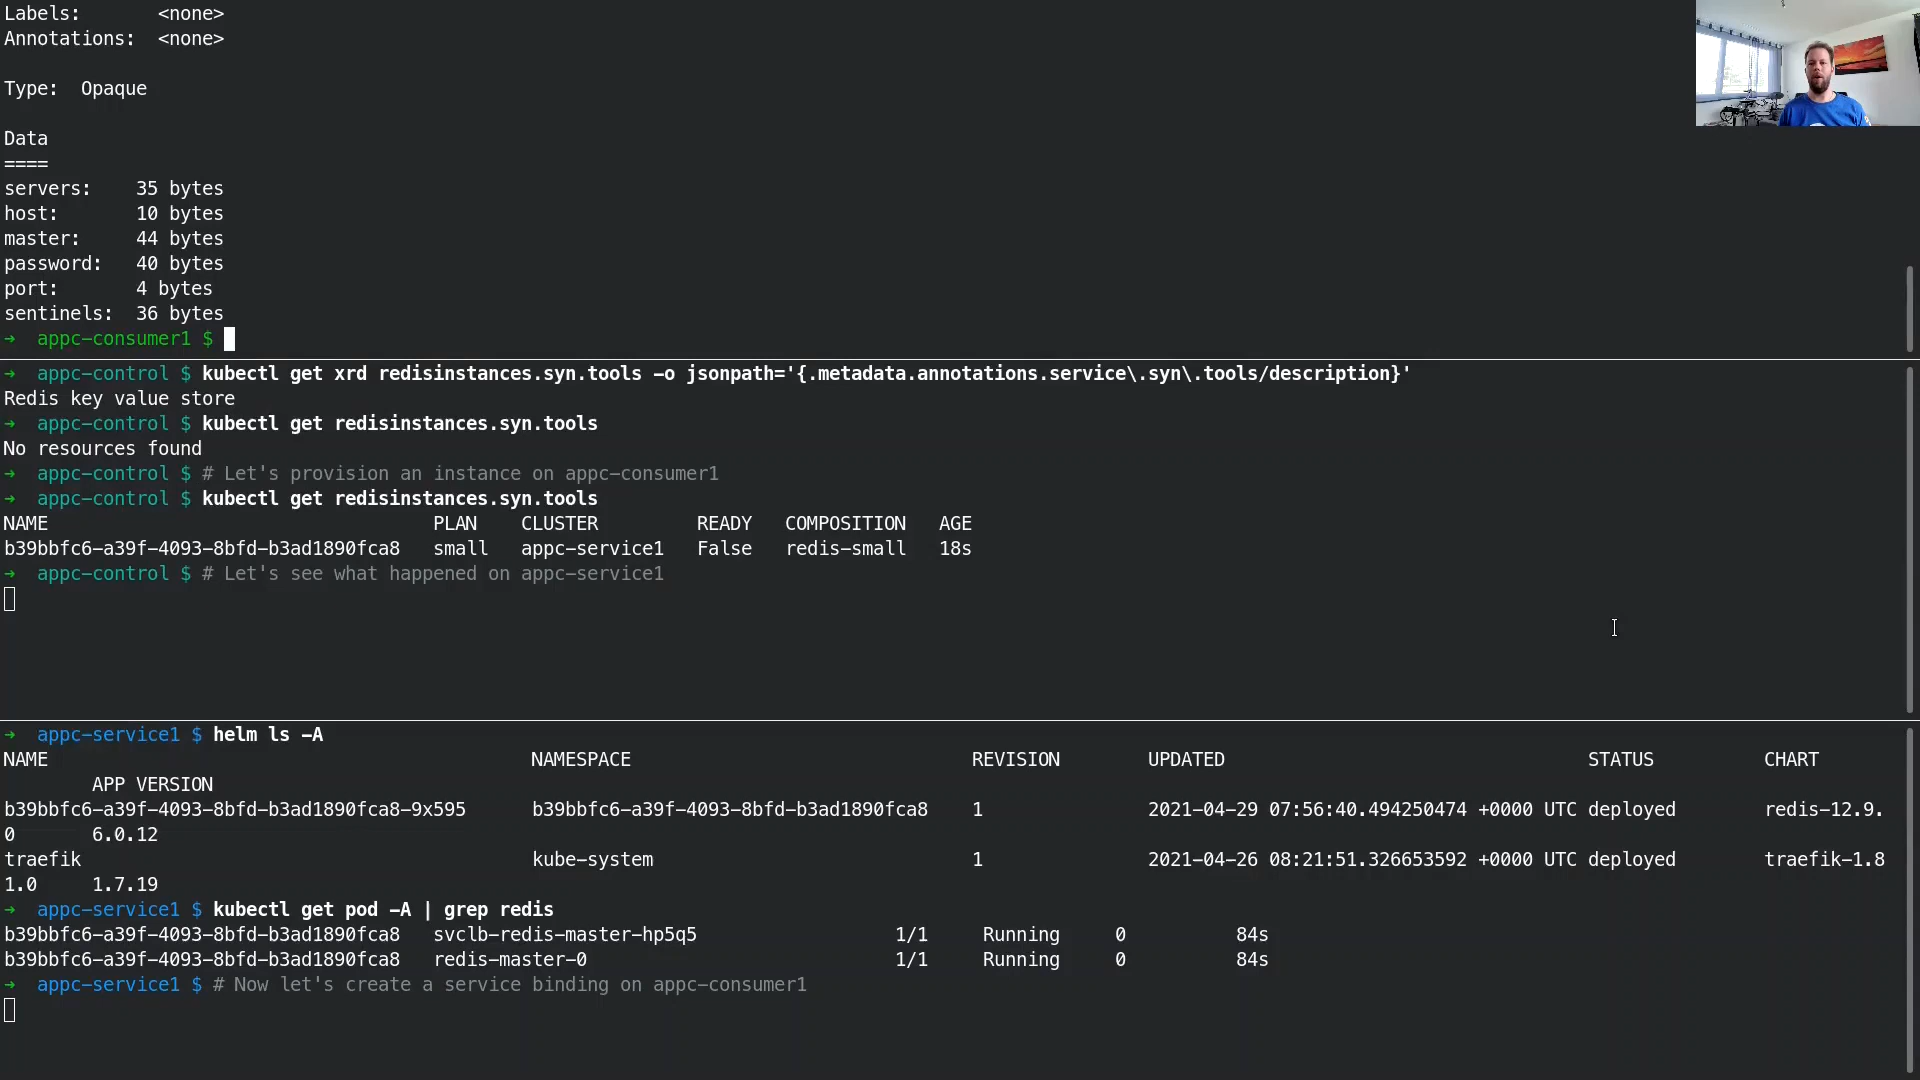 Labels:       <none>
Annotations:  <none>
Type:  Opaque
Data
====
servers:    35 bytes
host:       10 bytes
master:     44 bytes
password:   40 bytes
port:       4 bytes
sentinels:  36 bytes
→  appc-consumer1 $
→  appc-control $ kubectl get xrd redisinstances.syn.tools -o jsonpath='{.metadata.annotations.service\.syn\.tools/description}'
Redis key value store
→  appc-control $ kubectl get redisinstances.syn.tools
No resources found
→  appc-control $ # Let's provision an instance on appc-consumer1
→  appc-control $ kubectl get redisinstances.syn.tools
NAME                                   PLAN    CLUSTER         READY   COMPOSITION   AGE
b39bbfc6-a39f-4093-8bfd-b3ad1890fca8   small   appc-service1   False   redis-small   18s
→  appc-control $ # Let's see what happened on appc-service1
→  appc-service1 $ helm ls -A
NAME                                            NAMESPACE                               REVISION        UPDATED                                 STATUS          CHART
        APP VERSION
b39bbfc6-a39f-4093-8bfd-b3ad1890fca8-9x595      b39bbfc6-a39f-4093-8bfd-b3ad1890fca8    1               2021-04-29 07:56:40.494250474 +0000 UTC deployed        redis-12.9.
0       6.0.12
traefik                                         kube-system                             1               2021-04-26 08:21:51.326653592 +0000 UTC deployed        traefik-1.8
1.0     1.7.19
→  appc-service1 $ kubectl get pod -A | grep redis
b39bbfc6-a39f-4093-8bfd-b3ad1890fca8   svclb-redis-master-hp5q5                  1/1     Running     0          84s
b39bbfc6-a39f-4093-8bfd-b3ad1890fca8   redis-master-0                            1/1     Running     0          84s
→  appc-service1 $ # Now let's create a service binding on appc-consumer1